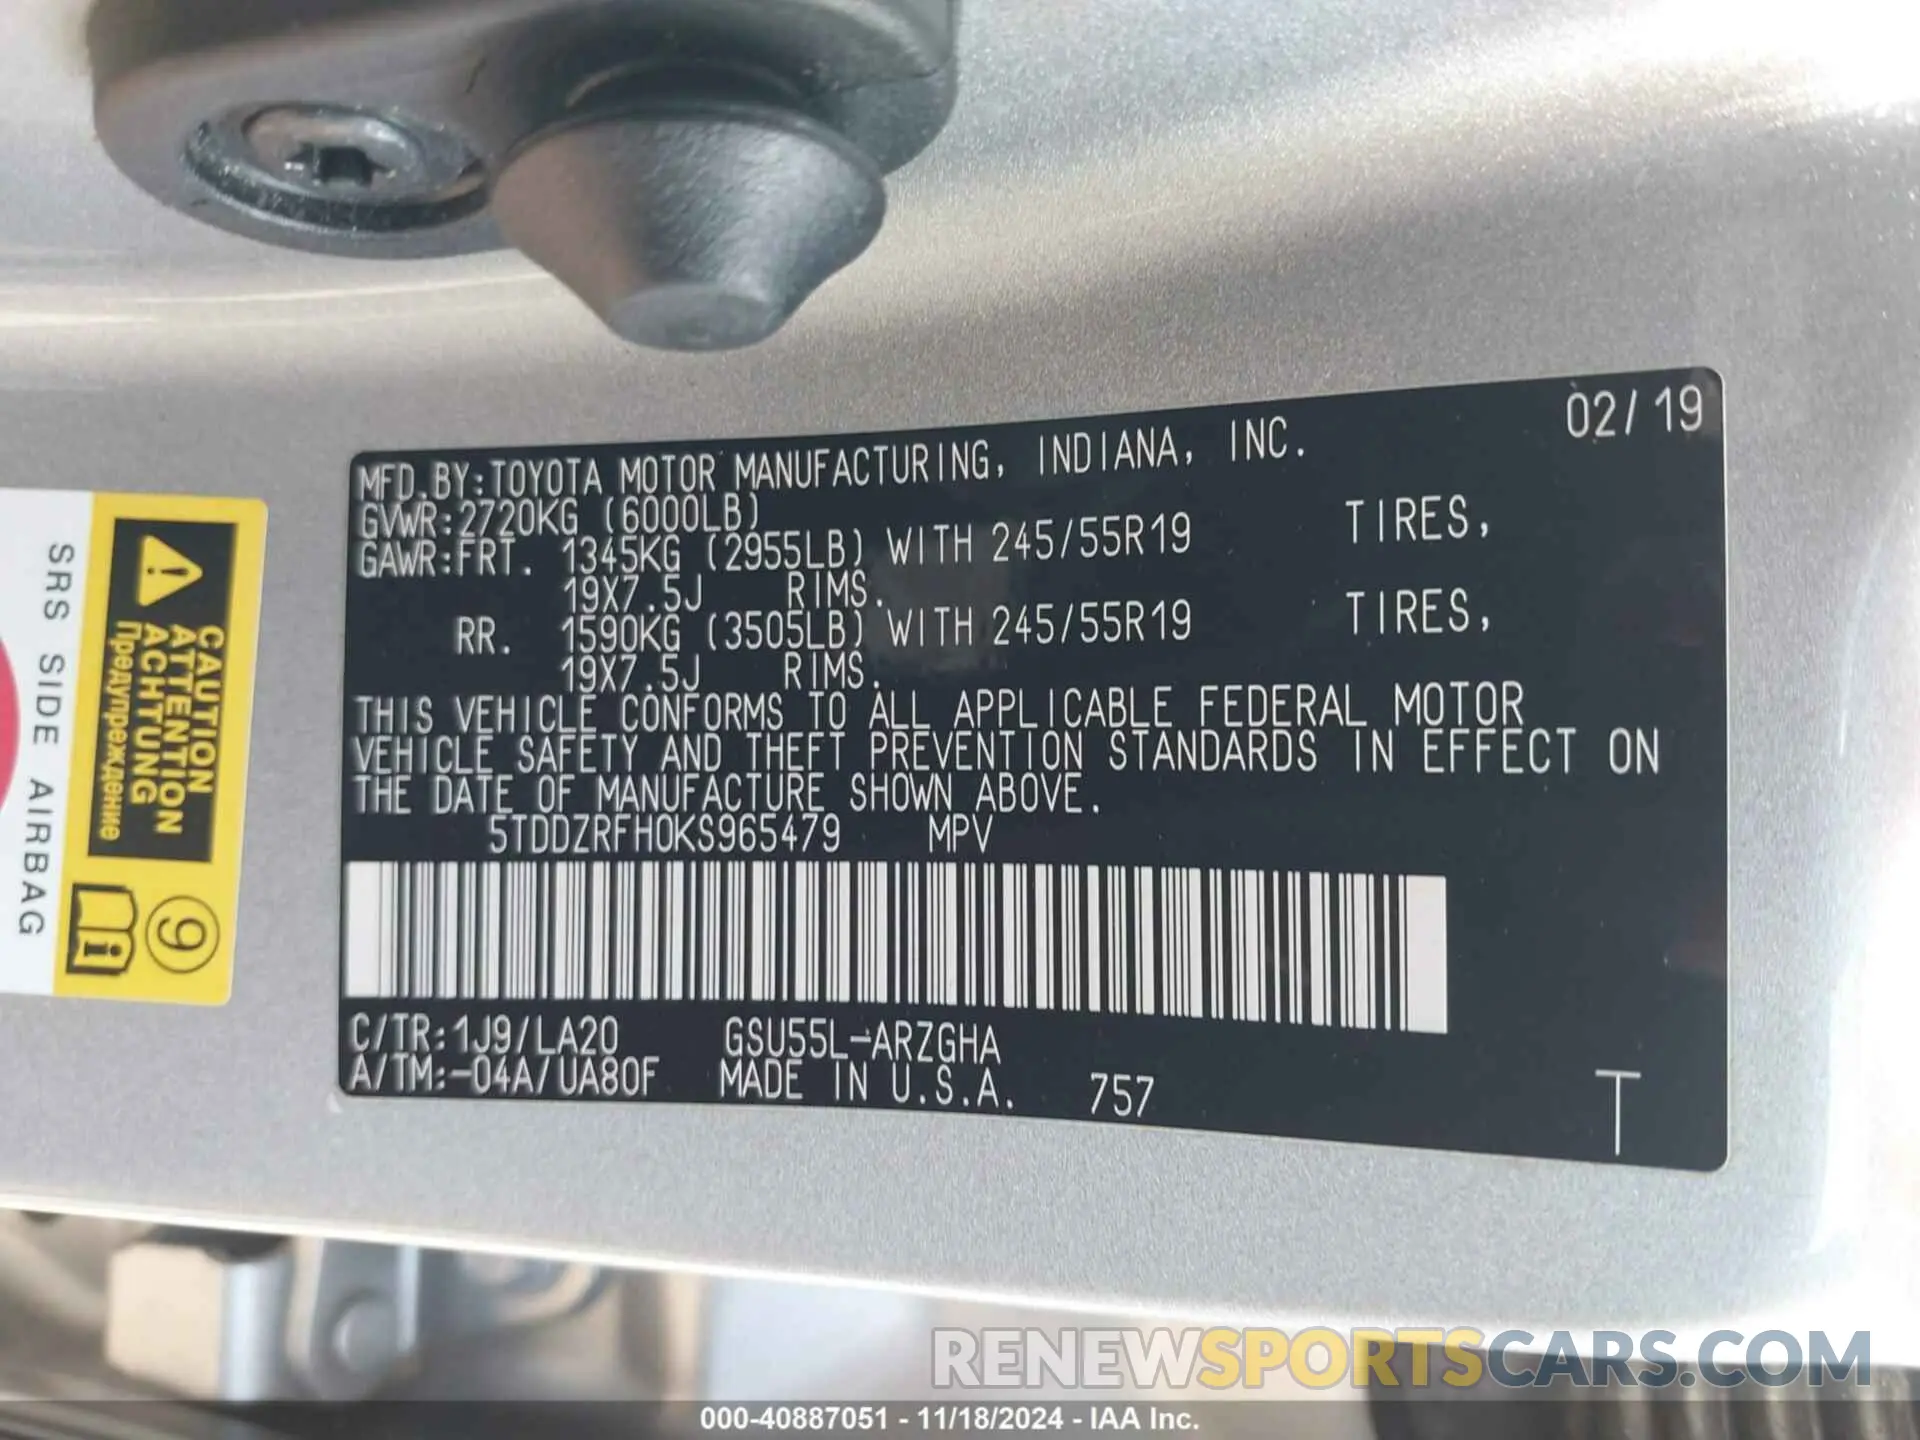 02/19
MFD.BY:TOYOTA MOTOR MANUFACTURING, INDIANA, INC.
GVWR:2720KG (6000LB)
GAWR:FRT. 1345KG (2955LB) WITH 245/55R19 TIRES,
19X7.5J RIMS.
RR. 1590KG (3505LB) WITH 245/55R19 TIRES,
19X7.5J RIMS.
THIS VEHICLE CONFORMS TO ALL APPLICABLE FEDERAL MOTOR
VEHICLE SAFETY AND THEFT PREVENTION STANDARDS IN EFFECT ON
THE DATE OF MANUFACTURE SHOWN ABOVE.
5TDDZRFH0KS965479 MPV
C/TR:1J9/LA20 GSU55L-ARZGHA
A/TM:-04A/UA80F MADE IN U.S.A. 757
T
CAUTION
ATTENTION
ACHTUNG
Предупреждение
9
SRS SIDE AIRBAG
RENEWSPORTSCARS.COM
000-40887051 - 11/18/2024 - IAA Inc.